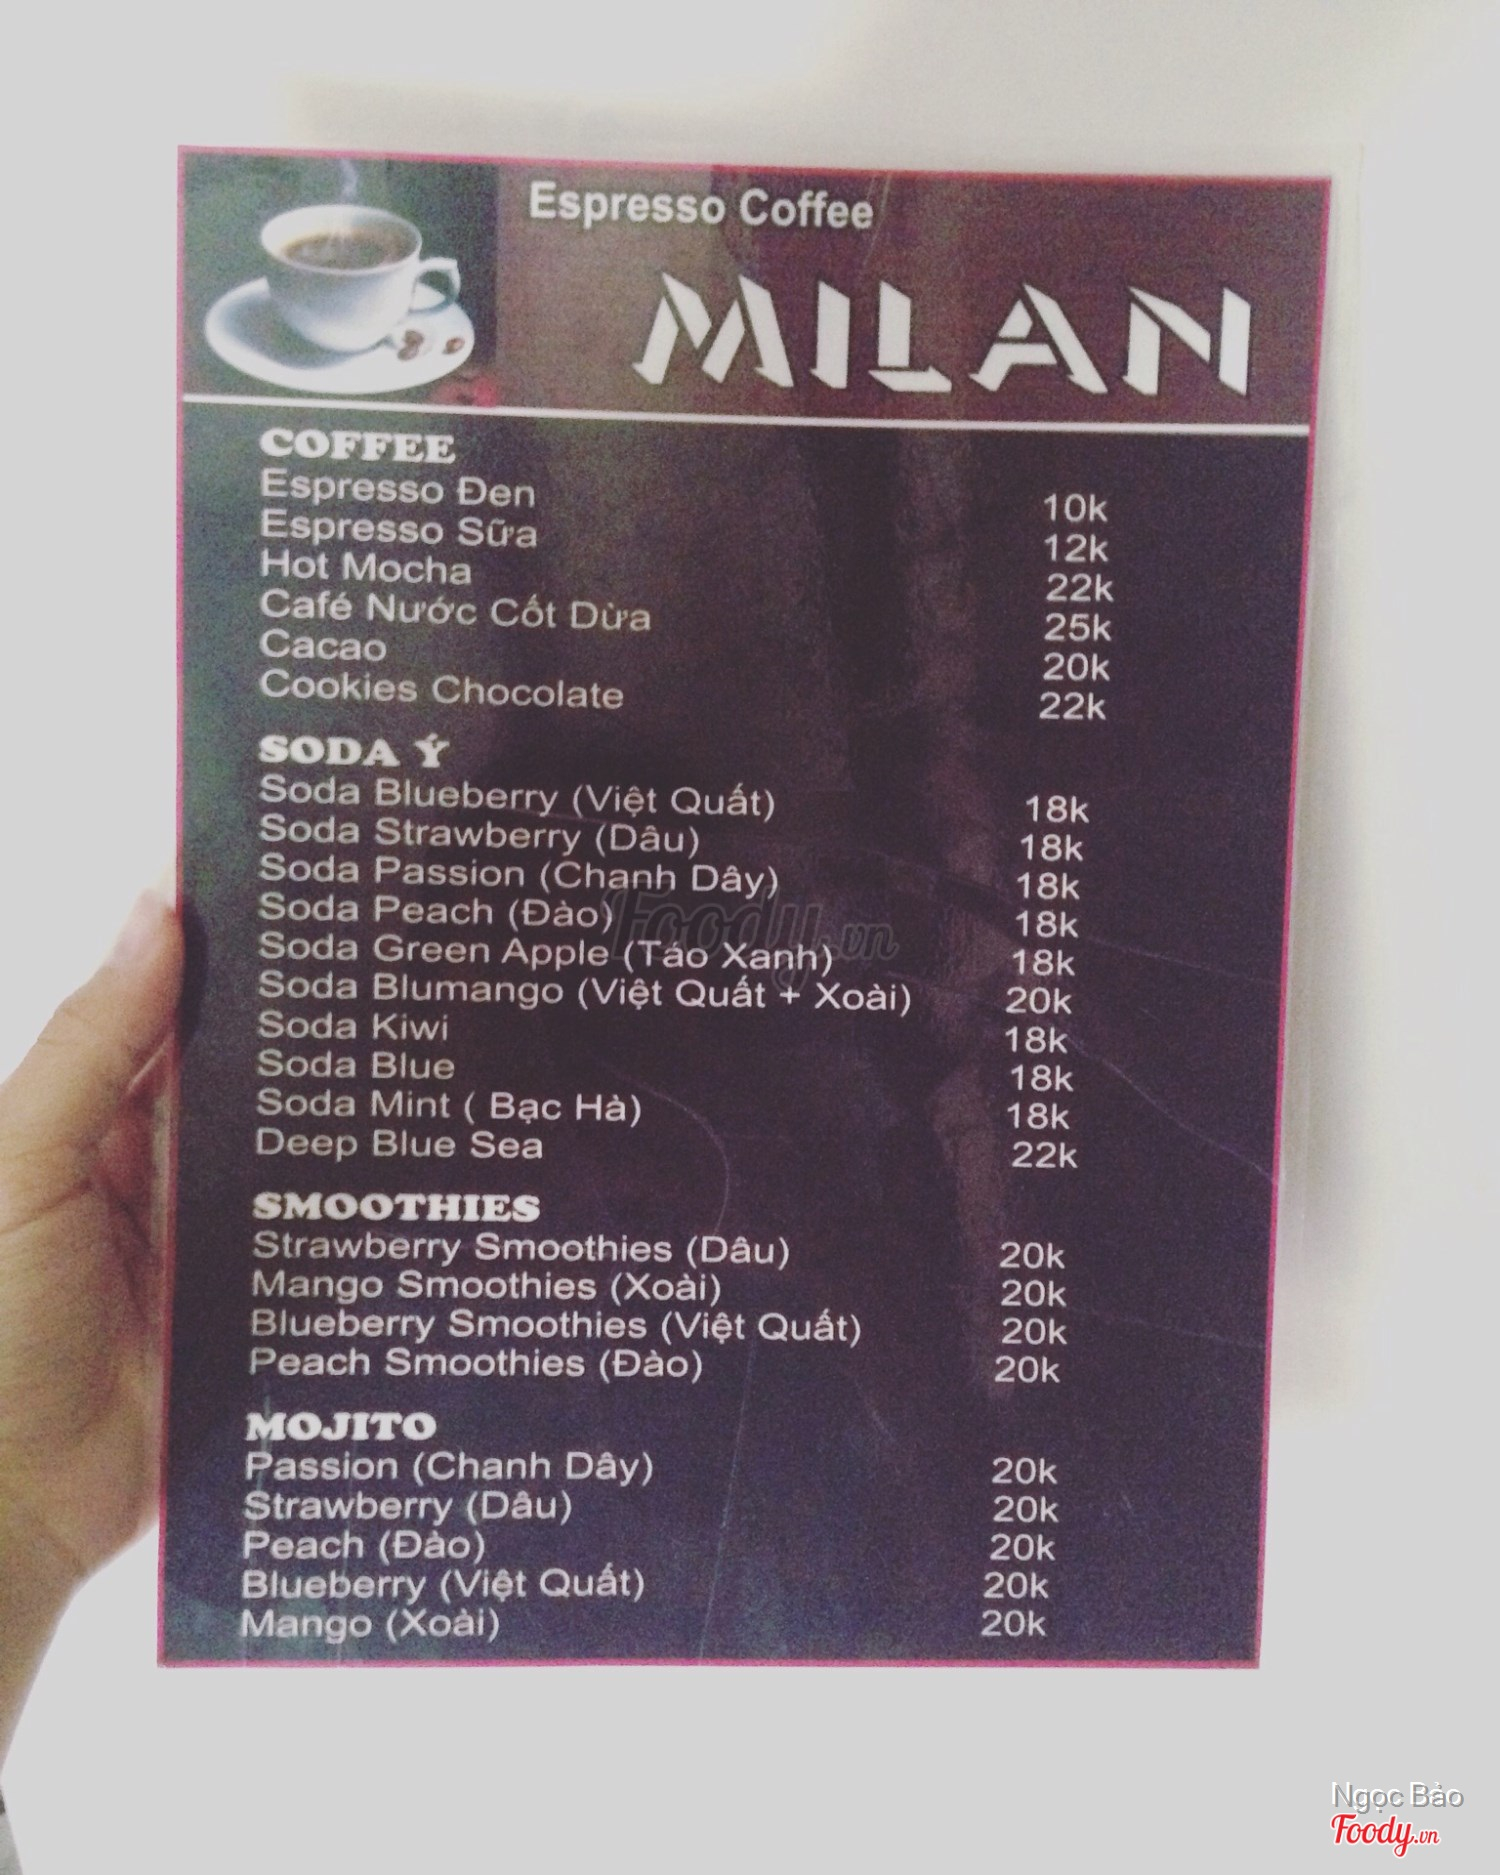 Espresso Coffee
MILAN
COFFEE
Espresso Đen 10k
Espresso Sữa 12k
Hot Mocha 22k
Café Nước Cốt Dừa 25k
Cacao 20k
Cookies Chocolate 22k
SODA Ý
Soda Blueberry (Việt Quất) 18k
Soda Strawberry (Dâu) 18k
Soda Passion (Chanh Dây) 18k
Soda Peach (Đào) 18k
Soda Green Apple (Táo Xanh) 18k
Soda Blumango (Việt Quất + Xoài) 20k
Soda Kiwi 18k
Soda Blue 18k
Soda Mint ( Bạc Hà) 18k
Deep Blue Sea 22k
SMOOTHIES
Strawberry Smoothies (Dâu) 20k
Mango Smoothies (Xoài) 20k
Blueberry Smoothies (Việt Quất) 20k
Peach Smoothies (Đào) 20k
MOJITO
Passion (Chanh Dây) 20k
Strawberry (Dâu) 20k
Peach (Đào) 20k
Blueberry (Việt Quất) 20k
Mango (Xoài) 20k
Foody.vn
Ngọc Bảo
Foody.vn